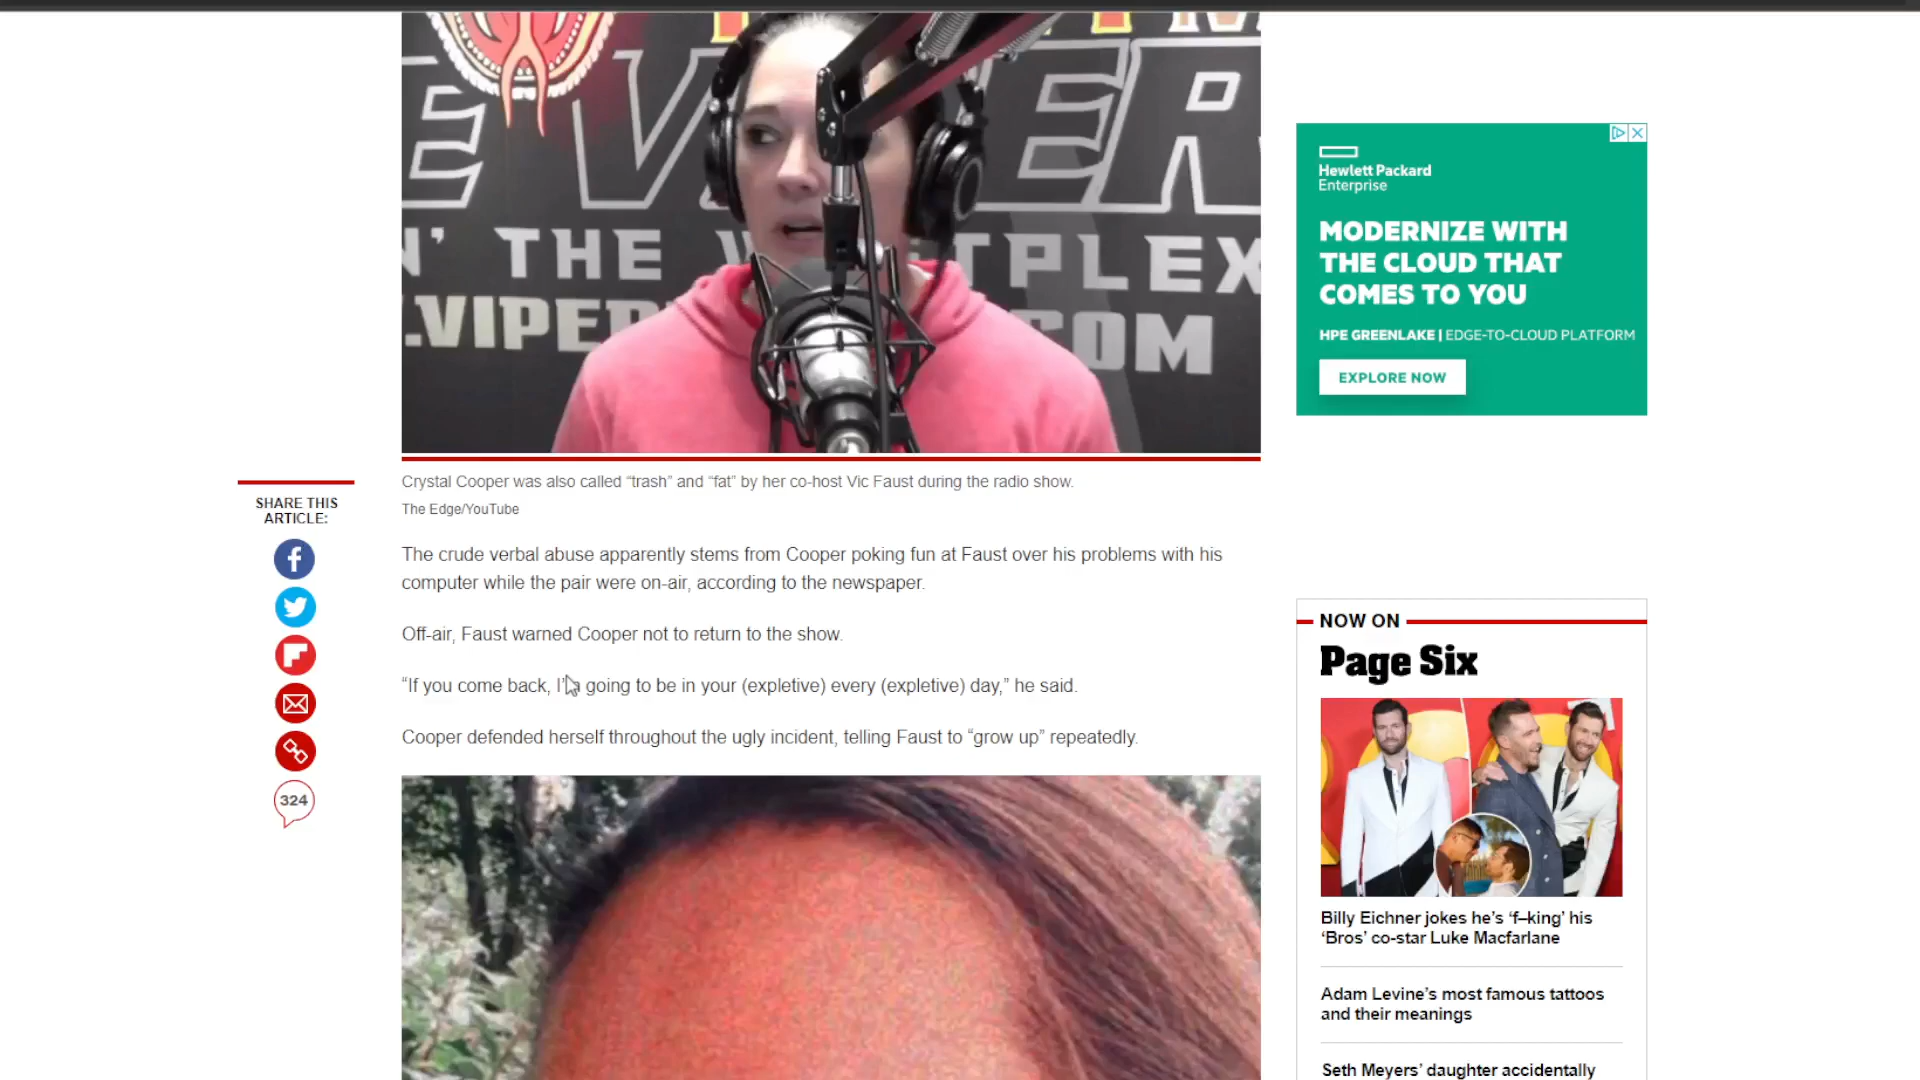 E VIPER
N' THE W TPLEX
.VIPER COM
Crystal Cooper was also called “trash” and “fat” by her co-host Vic Faust during the radio show.
The Edge/YouTube
SHARE THIS
ARTICLE:
324
The crude verbal abuse apparently stems from Cooper poking fun at Faust over his problems with his
computer while the pair were on-air, according to the newspaper.
Off-air, Faust warned Cooper not to return to the show.
“If you come back, I’m going to be in your (expletive) every (expletive) day,” he said.
Cooper defended herself throughout the ugly incident, telling Faust to “grow up” repeatedly.
Hewlett Packard
Enterprise
MODERNIZE WITH
THE CLOUD THAT
COMES TO YOU
HPE GREENLAKE | EDGE-TO-CLOUD PLATFORM
EXPLORE NOW
NOW ON
Page Six
Billy Eichner jokes he’s ‘f–king’ his
‘Bros’ co-star Luke Macfarlane
Adam Levine’s most famous tattoos
and their meanings
Seth Meyers’ daughter accidentally